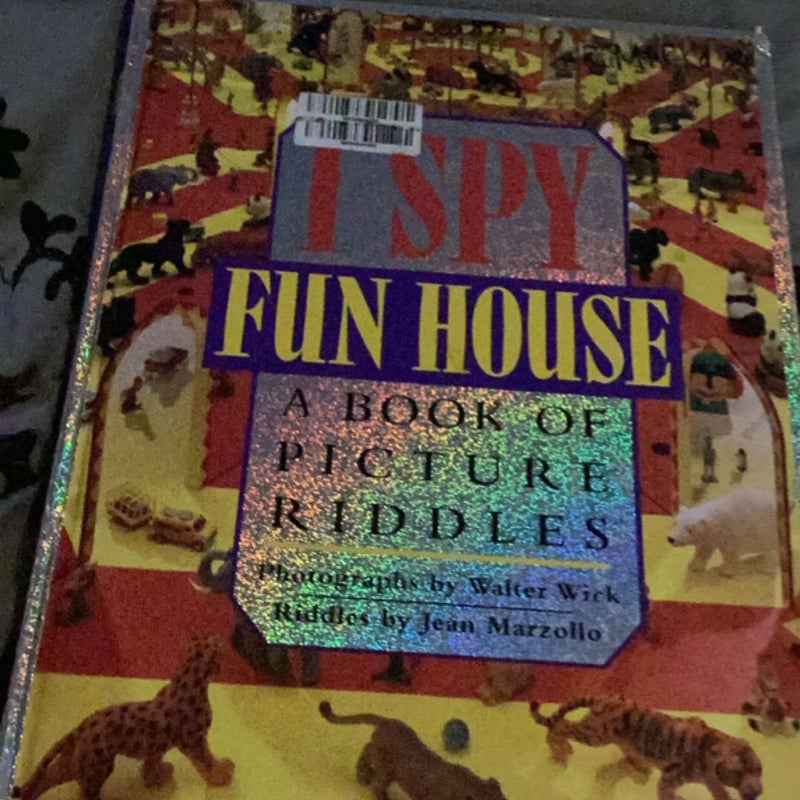 I SPY
FUN HOUSE
A BOOK OF
PICTURE
RIDDLES
Photographs by Walter Wick
Riddles by Jean Marzollo